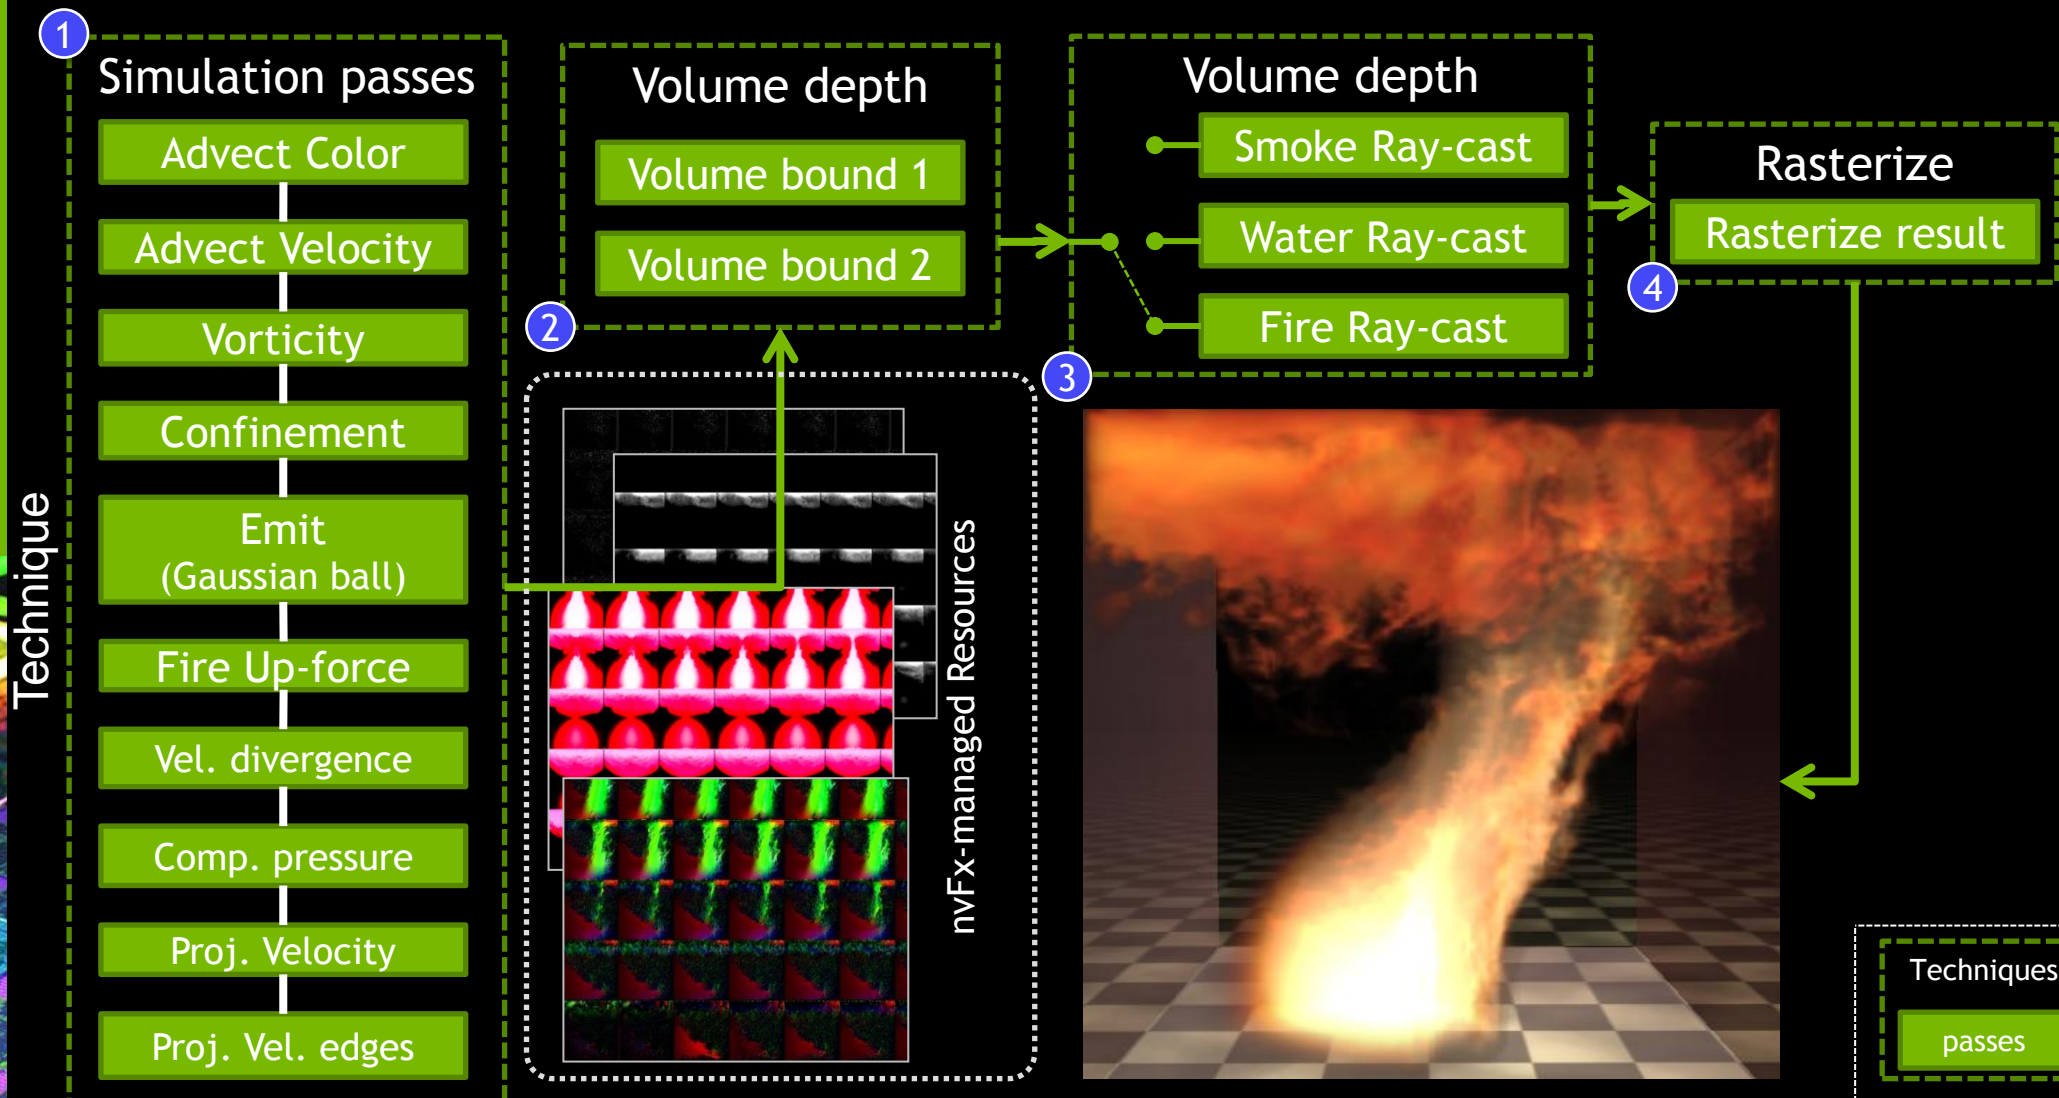 1
Simulation passes
Advect Color
Advect Velocity
Vorticity
Confinement
Emit
(Gaussian ball)
Fire Up-force
Vel. divergence
Comp. pressure
Proj. Velocity
Proj. Vel. edges
Technique
2
Volume depth
Volume bound 1
Volume bound 2
nvFx-managed Resources
3
Volume depth
Smoke Ray-cast
Water Ray-cast
Fire Ray-cast
4
Rasterize
Rasterize result
Techniques
passes